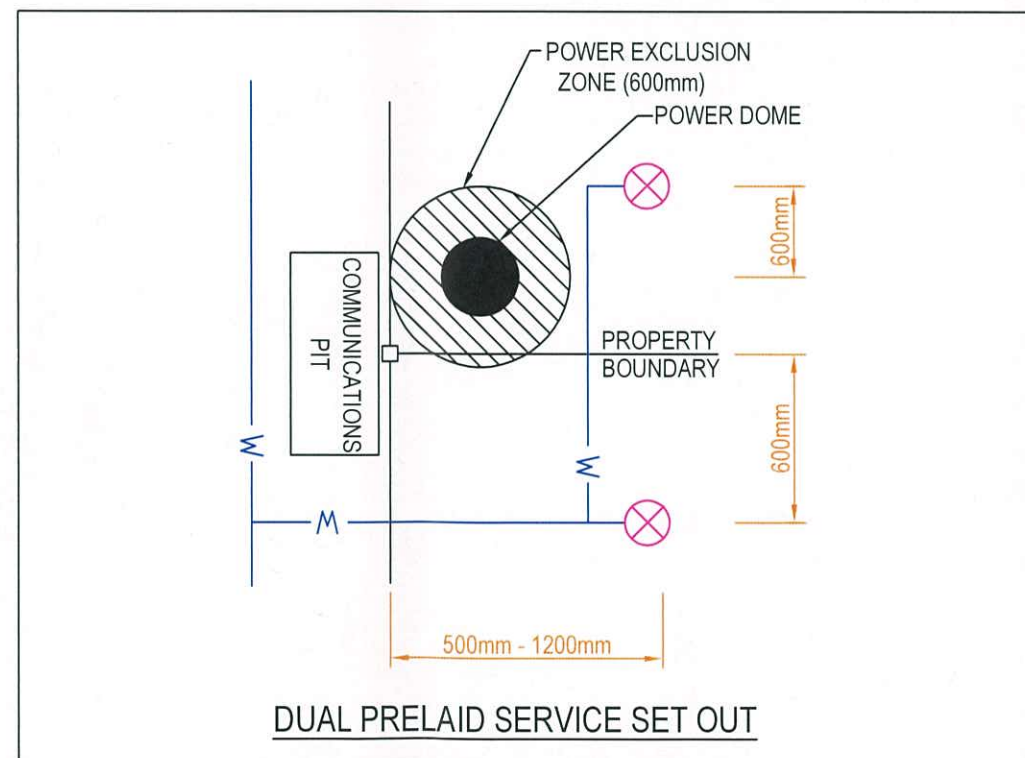 POWER EXCLUSION
ZONE (600mm)
POWER DOME
600mm
COMMUNICATIONS
PIT
PROPERTY
BOUNDARY
600mm
W
W
W
500mm - 1200mm
DUAL PRELAID SERVICE SET OUT